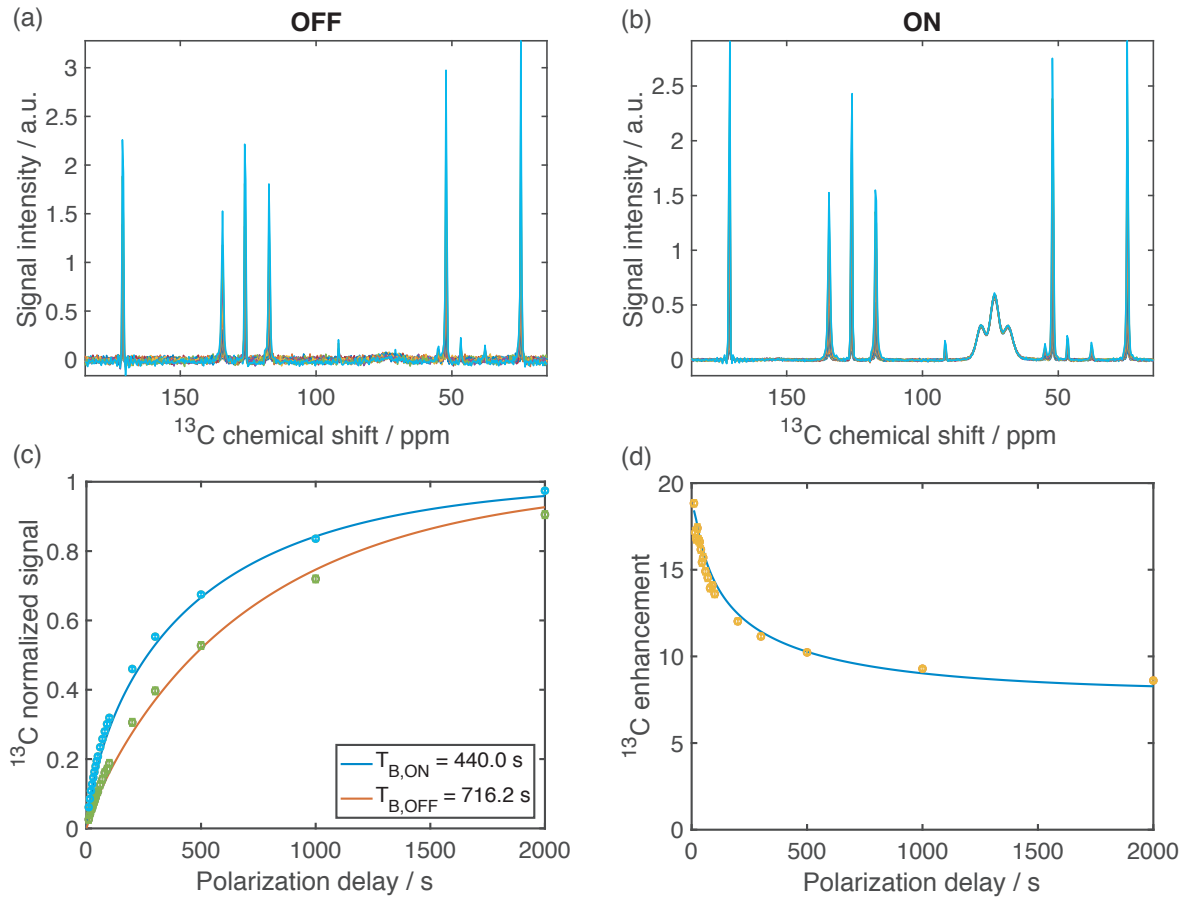 (a)
OFF
Signal intensity / a.u.
3
2.5
2
1.5
1
0.5
0
150
100
50
¹³C chemical shift / ppm
(b)
ON
Signal intensity / a.u.
2.5
2
1.5
1
0.5
0
150
100
50
¹³C chemical shift / ppm
(c)
¹³C normalized signal
1
0.8
0.6
0.4
0.2
0
T_B,ON = 440.0 s
T_B,OFF = 716.2 s
0
500
1000
1500
2000
Polarization delay / s
(d)
¹³C enhancement
20
15
10
5
0
0
500
1000
1500
2000
Polarization delay / s